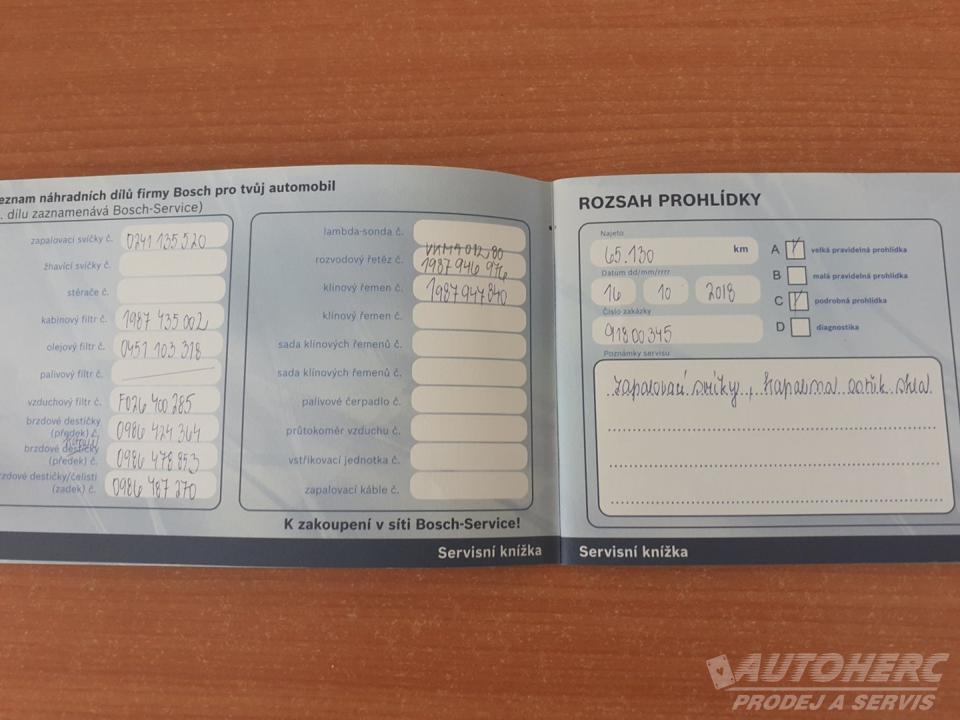 eznam náhradních dílů firmy Bosch pro tvůj automobil
. dílu zaznamenává Bosch-Service)
zapalovací svíčky č. 0241 135 520
žhavící svíčky č.
stěrače č.
kabinový filtr č. 1987 435 002
olejový filtr č. 0451 103 318
palivový filtr č.
vzduchový filtr č. F026 400 285
brzdové destičky
(předek) č. 0986 424 364
brzdové destičky
(předek) č. 0986 478 853
rzdové destičky/čelisti
(zadek) č. 0986 487 270
lambda-sonda č.
rozvodový řetěz č. 1987 946 976
klínový řemen č. 1987 947 840
klínový řemen č.
sada klínových řemenů č.
sada klínových řemenů č.
palivové čerpadlo č.
průtokoměr vzduchu č.
vstřikovací jednotka č.
zapalovací káble č.
K zakoupení v síti Bosch-Service!
Servisní knížka
ROZSAH PROHLÍDKY
Najeto
65.130 km
Datum dd/mm/rrrr
16 10 2018
Číslo zakázky
91800345
A velká pravidelná prohlídka
B malá pravidelná prohlídka
C podrobná prohlídka
D diagnostika
Poznámky servisu
zapalovací svíčky, kapalina
Servisní knížka
AUTOHERC
PRODEJ A SERVIS